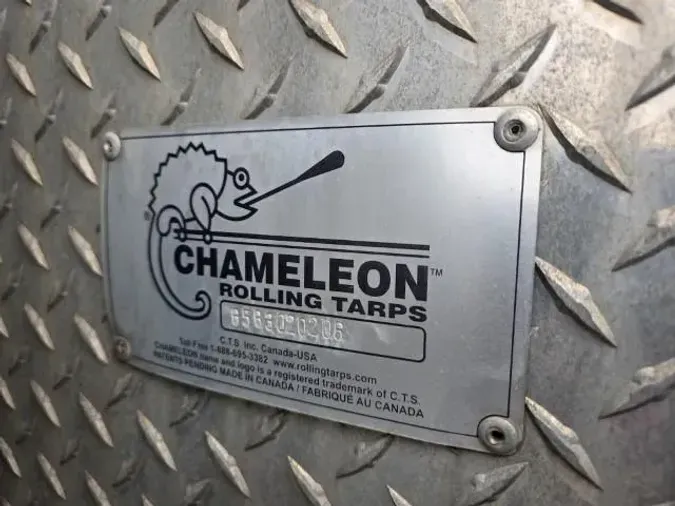 CHAMELEON™
ROLLING TARPS
8563020206
C.T.S. Inc. Canada-USA
Toll Free 1-888-695-3382 www.rollingtarps.com
CHAMELEON name and logo is a registered trademark of C.T.S.
PATENTS PENDING MADE IN CANADA / FABRIQUÉ AU CANADA